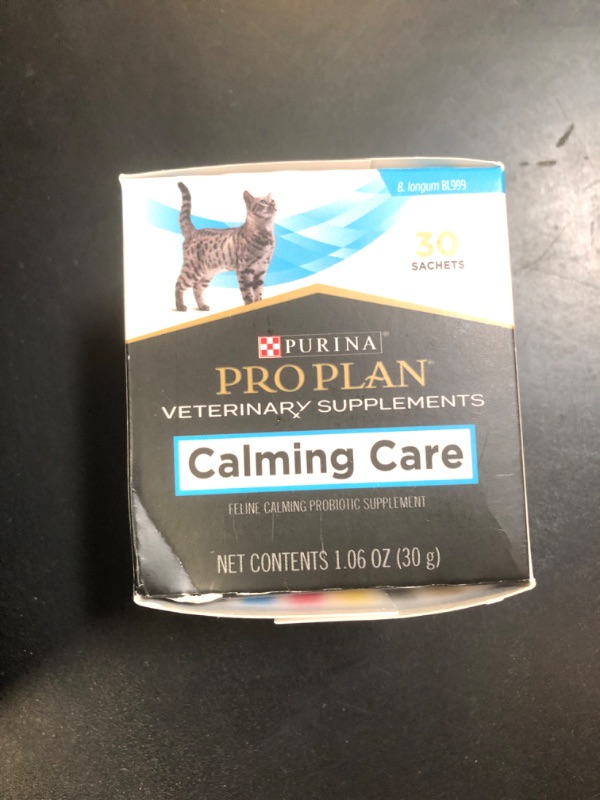 B. longum BL999
30
SACHETS
PURINA®
PRO PLAN®
VETERINARY SUPPLEMENTS
Calming Care
FELINE CALMING PROBIOTIC SUPPLEMENT
NET CONTENTS 1.06 OZ (30 g)